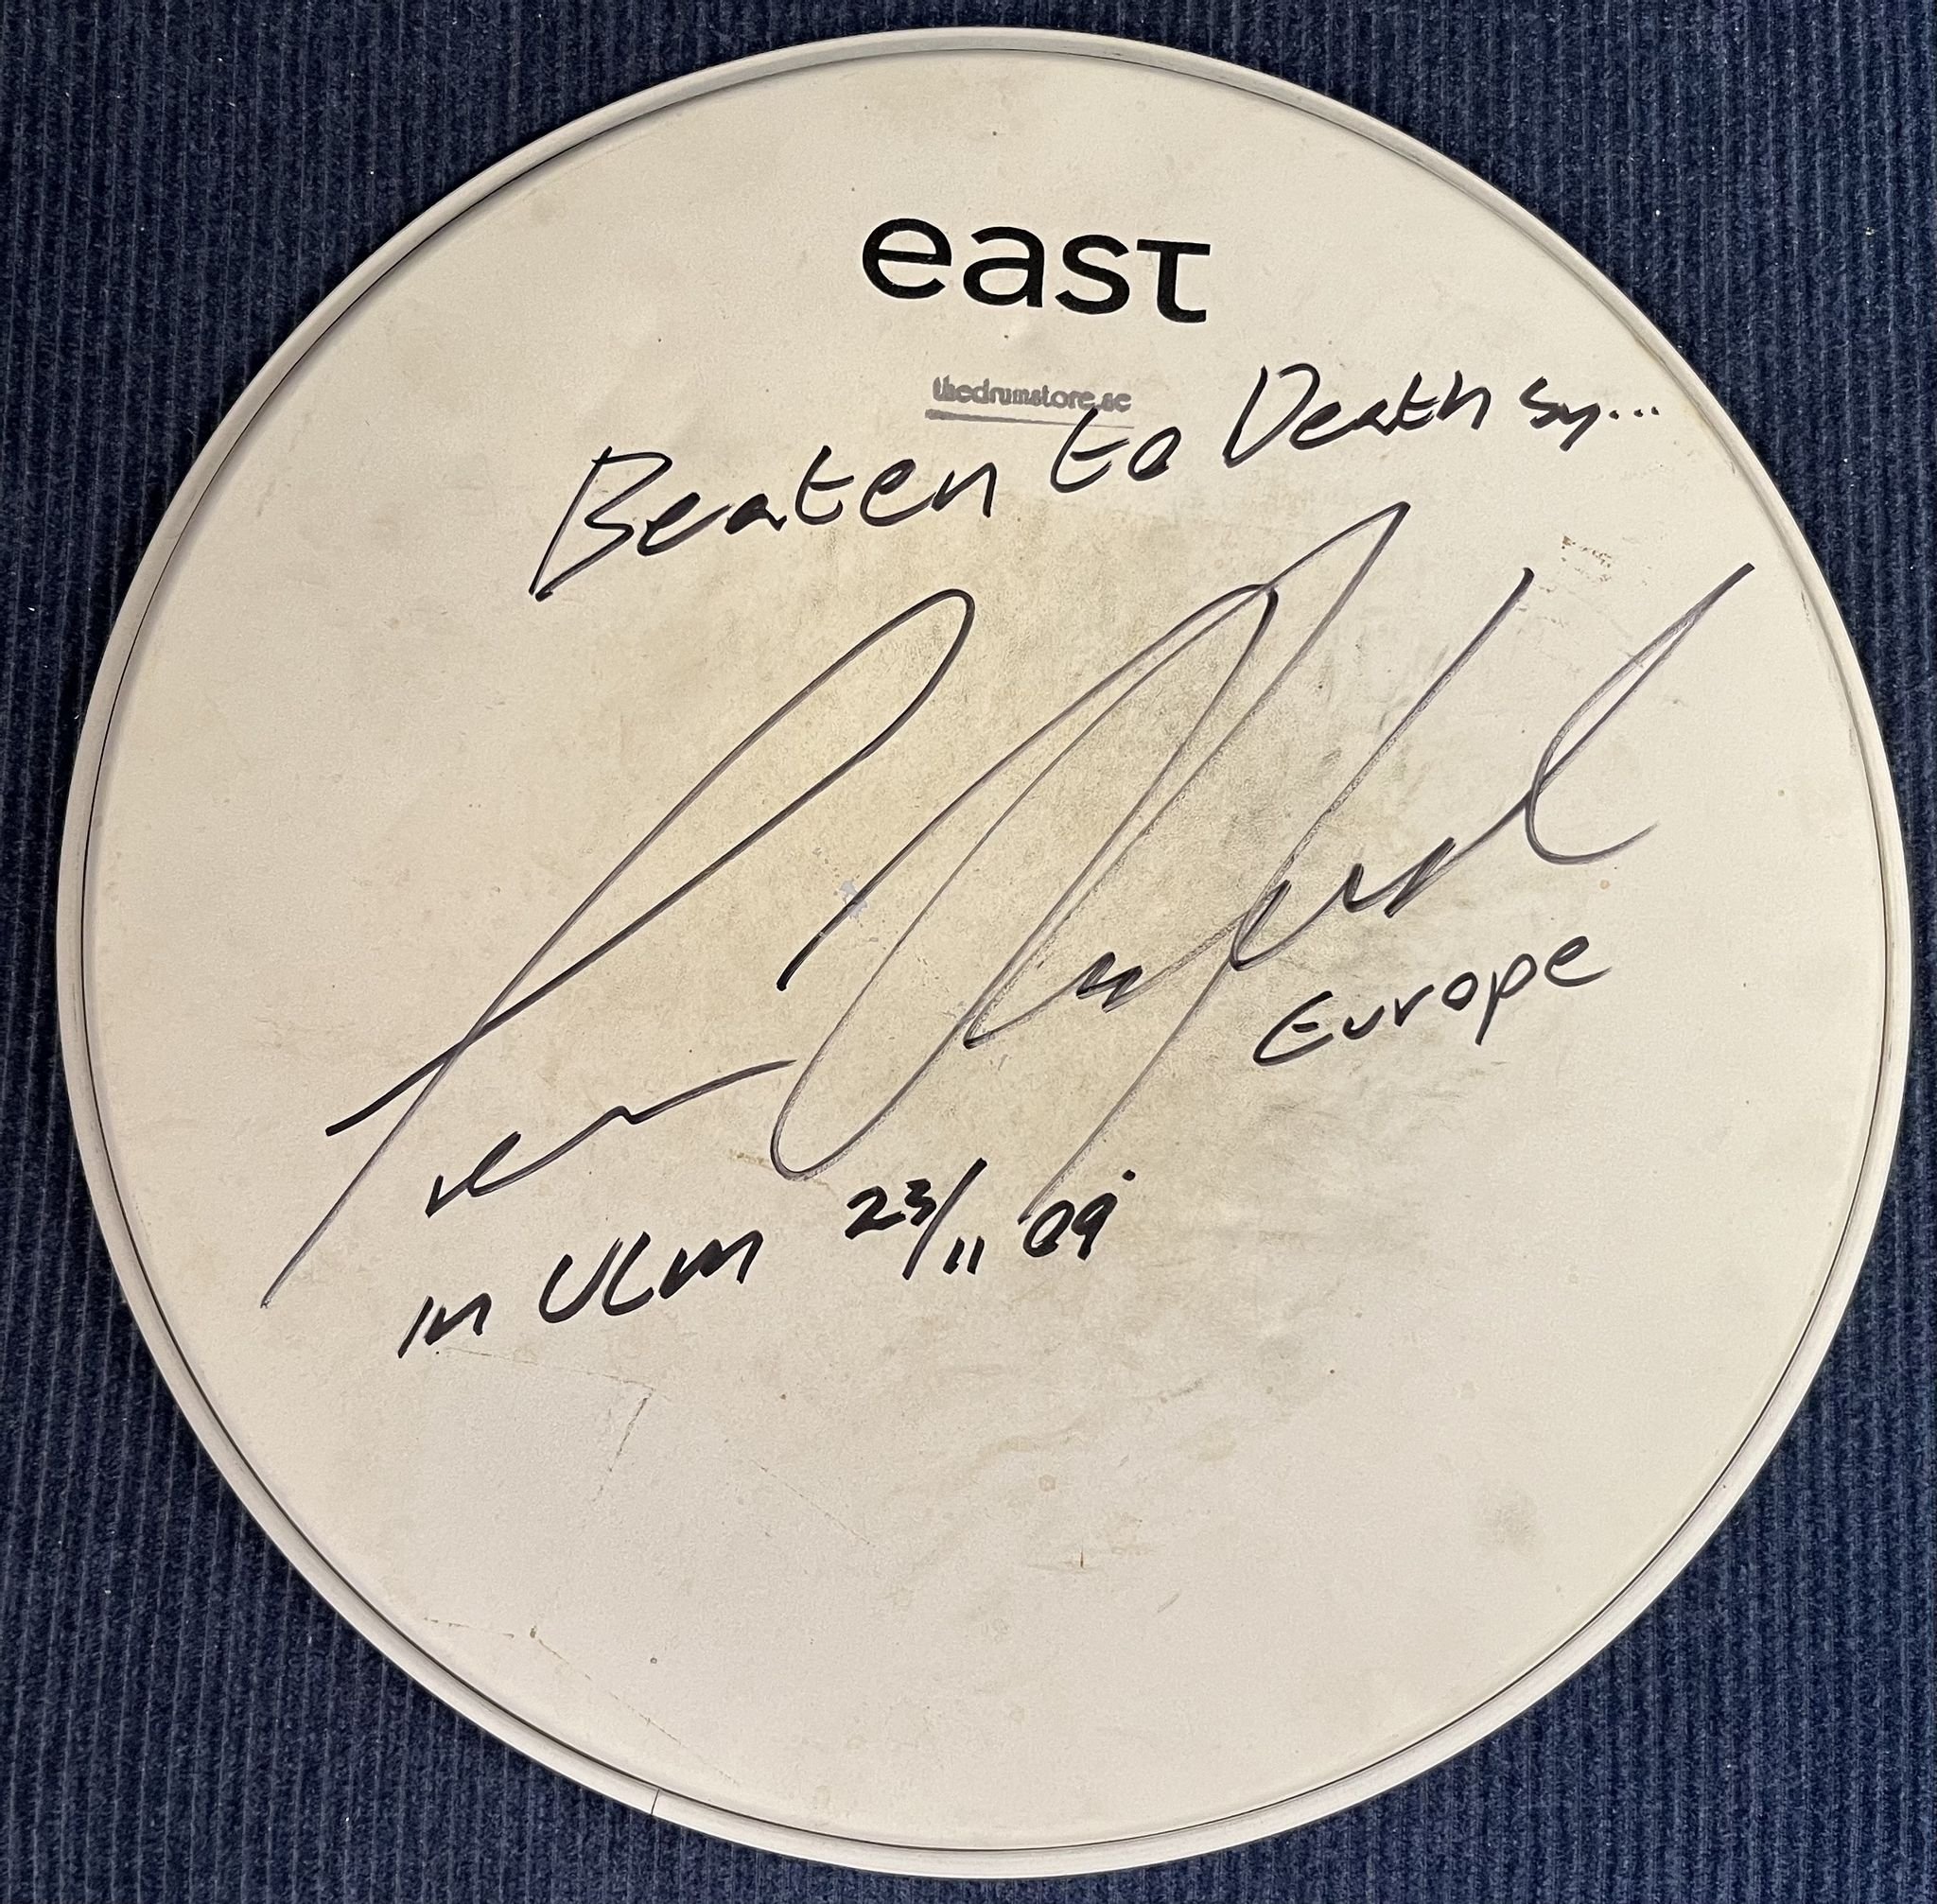 east
thedrumstore.se
Beaten to Death by...
Europe
in ULM 23/11 09